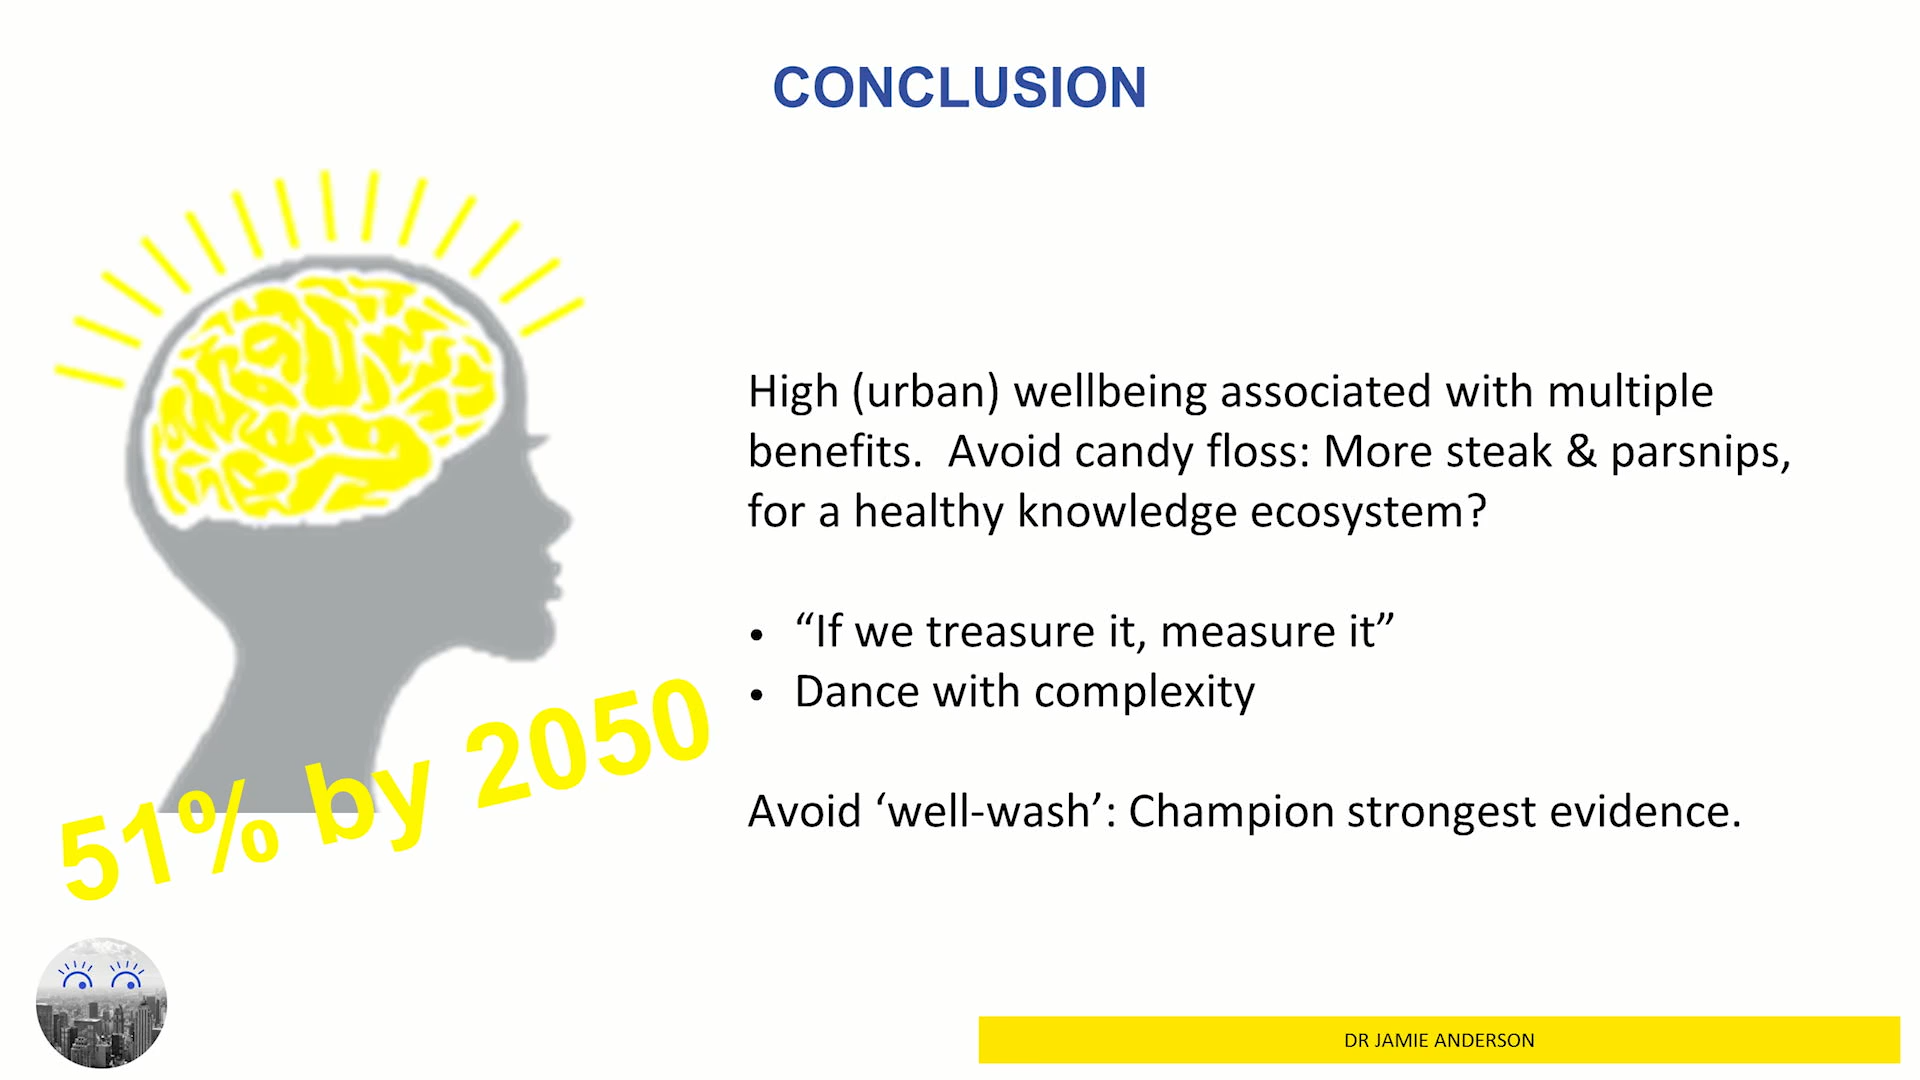 CONCLUSION
High (urban) wellbeing associated with multiple
benefits.  Avoid candy floss: More steak & parsnips,
for a healthy knowledge ecosystem?
• “If we treasure it, measure it”
• Dance with complexity
Avoid ‘well-wash’: Champion strongest evidence.
51% by 2050
DR JAMIE ANDERSON